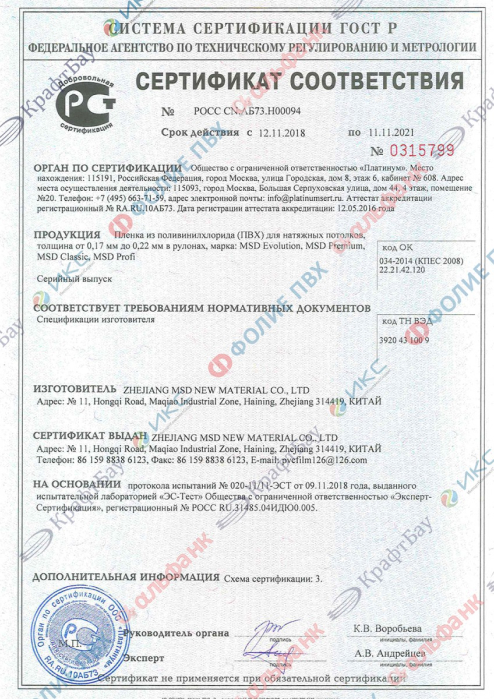 СИСТЕМА СЕРТИФИКАЦИИ ГОСТ Р
ФЕДЕРАЛЬНОЕ АГЕНТСТВО ПО ТЕХНИЧЕСКОМУ РЕГУЛИРОВАНИЮ И МЕТРОЛОГИИ
Добровольная
сертификация
СЕРТИФИКАТ СООТВЕТСТВИЯ
№ РОСС CN.АБ73.Н00094
Срок действия с 12.11.2018 по 11.11.2021
№ 0315799
ОРГАН ПО СЕРТИФИКАЦИИ Общество с ограниченной ответственностью «Платинум». Место
нахождения: 115191, Российская Федерация, город Москва, улица Городская, дом 8, этаж 6, кабинет № 608. Адрес
места осуществления деятельности: 115093, город Москва, Большая Серпуховская улица, дом 44, 4 этаж, помещение
№20. Телефон: +7 (495) 663-71-59, адрес электронной почты: info@platinumsert.ru. Аттестат аккредитации
регистрационный № RA.RU.10АБ73. Дата регистрации аттестата аккредитации: 12.05.2016 года
ПРОДУКЦИЯ Пленка из поливинилхлорида (ПВХ) для натяжных потолков,
толщина от 0,17 мм до 0,22 мм в рулонах, марка: MSD Evolution, MSD Premium,
MSD Classic, MSD Profi
Серийный выпуск
код ОК
034-2014 (КПЕС 2008)
22.21.42.120
СООТВЕТСТВУЕТ ТРЕБОВАНИЯМ НОРМАТИВНЫХ ДОКУМЕНТОВ
Спецификации изготовителя
код ТН ВЭД
3920 43 100 9
ИЗГОТОВИТЕЛЬ ZHEJIANG MSD NEW MATERIAL CO., LTD
Адрес: № 11, Hongqi Road, Maqiao Industrial Zone, Haining, Zhejiang 314419, КИТАЙ
СЕРТИФИКАТ ВЫДАН ZHEJIANG MSD NEW MATERIAL CO., LTD
Адрес: № 11, Hongqi Road, Maqiao Industrial Zone, Haining, Zhejiang 314419, КИТАЙ
Телефон: 86 159 8838 6123, Факс: 86 159 8838 6123, E-mail: pvcfilm126@126.com
НА ОСНОВАНИИ протокола испытаний № 020-11/11-ЭСТ от 09.11.2018 года, выданного
испытательной лабораторией «ЭС-Тест» Общества с ограниченной ответственностью «Эксперт-
Сертификация», регистрационный № РОСС RU.31485.04ИДЮ0.005.
ДОПОЛНИТЕЛЬНАЯ ИНФОРМАЦИЯ Схема сертификации: 3.
М.П.
Руководитель органа
подпись
К.В. Воробьева
инициалы, фамилия
Эксперт
подпись
А.В. Андрейцев
инициалы, фамилия
Сертификат не применяется при обязательной сертификации
Орган по сертификации ООО "Платинум"
RA.RU.10АБ73
КрафтБау
ФОЛИЕ ПВХ
ИКС
альфанк